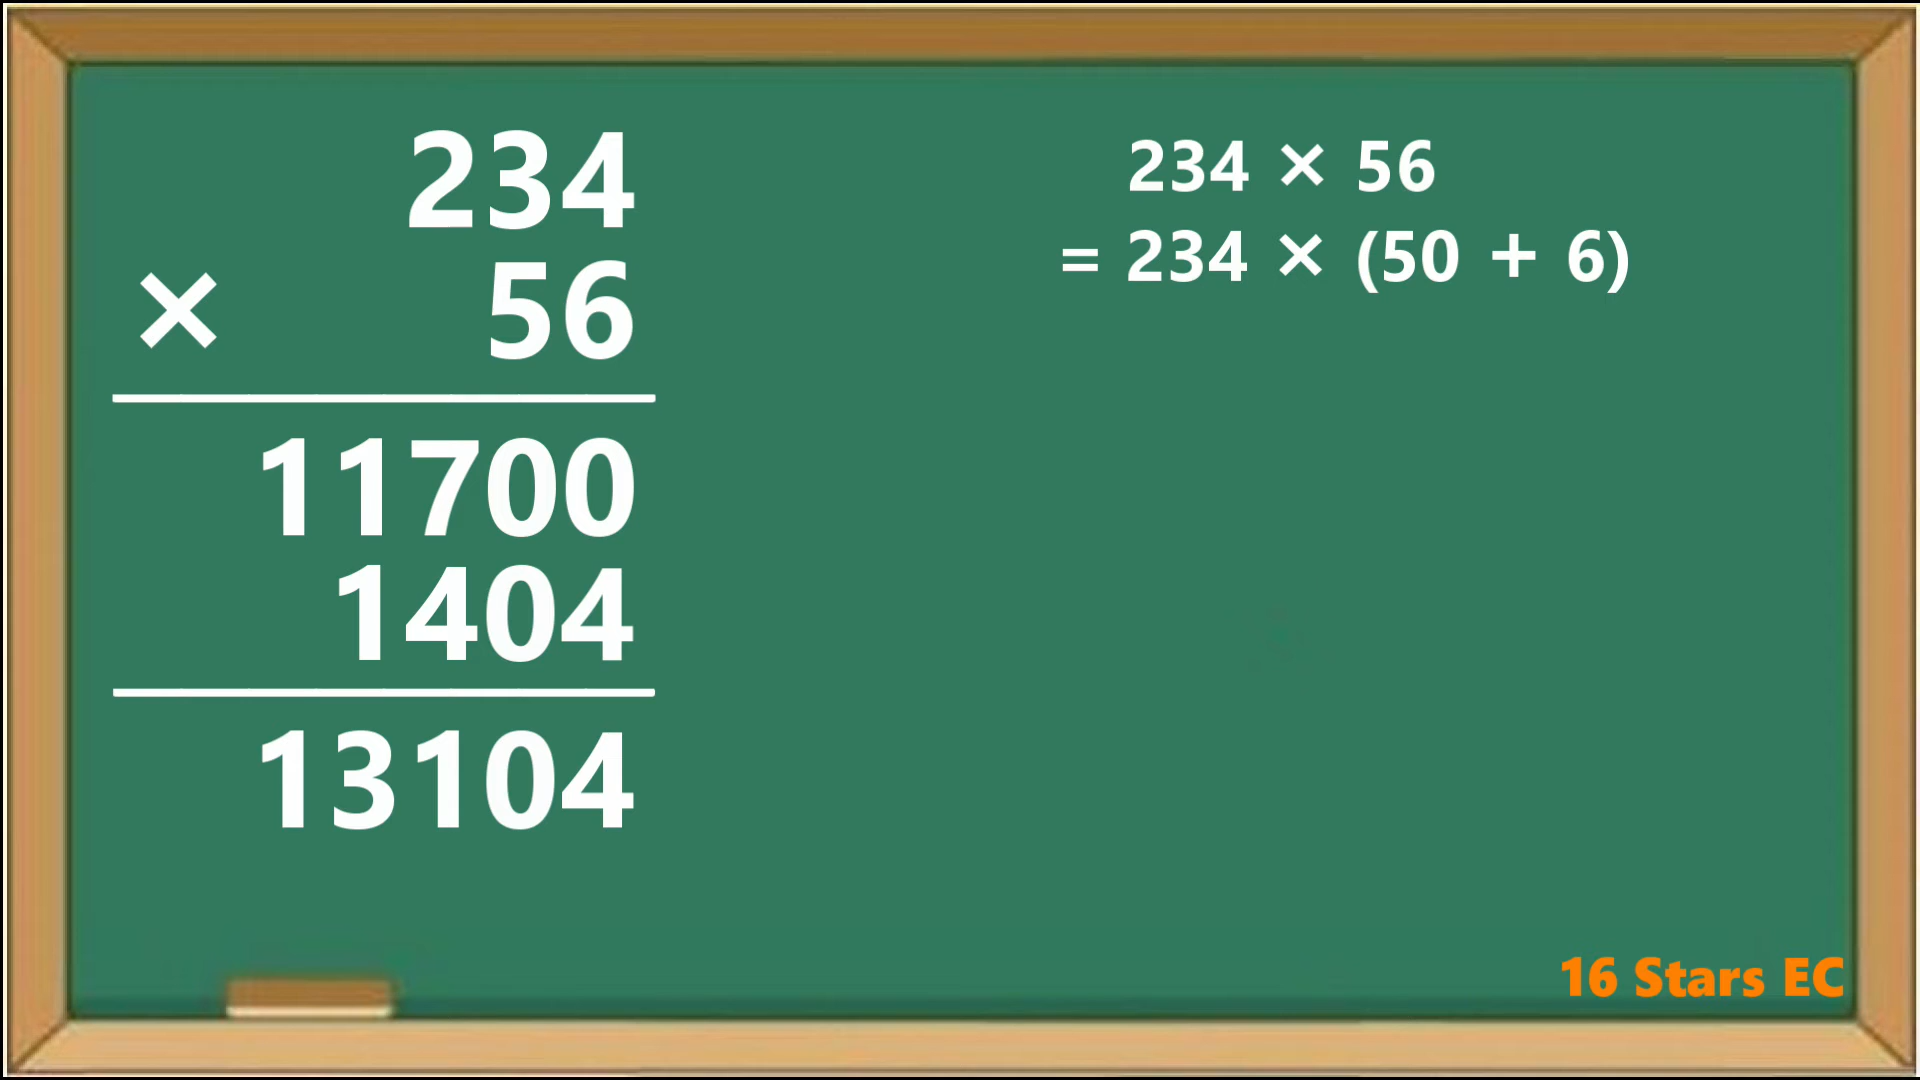 234
× 56
11700
1404
13104
234 × 56
= 234 × (50 + 6)
16 Stars EC